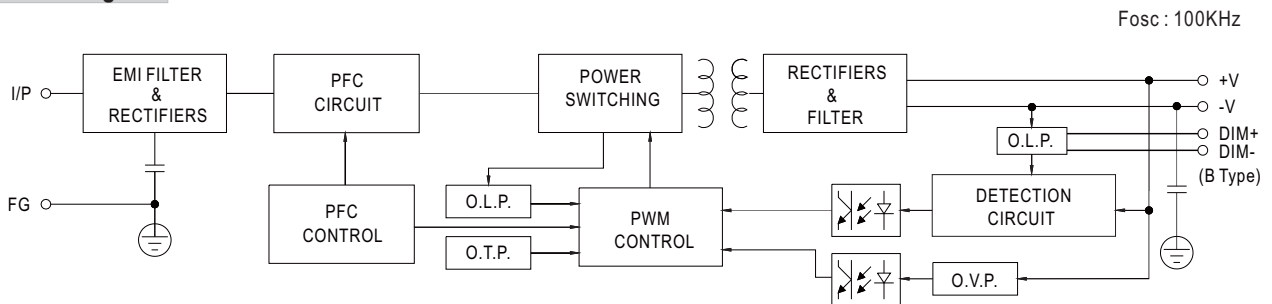 Fosc : 100KHz
I/P
EMI FILTER
&
RECTIFIERS
PFC
CIRCUIT
POWER
SWITCHING
RECTIFIERS
&
FILTER
+V
-V
DIM+
DIM-
(B Type)
O.L.P.
FG
PFC
CONTROL
O.L.P.
O.T.P.
PWM
CONTROL
DETECTION
CIRCUIT
O.V.P.